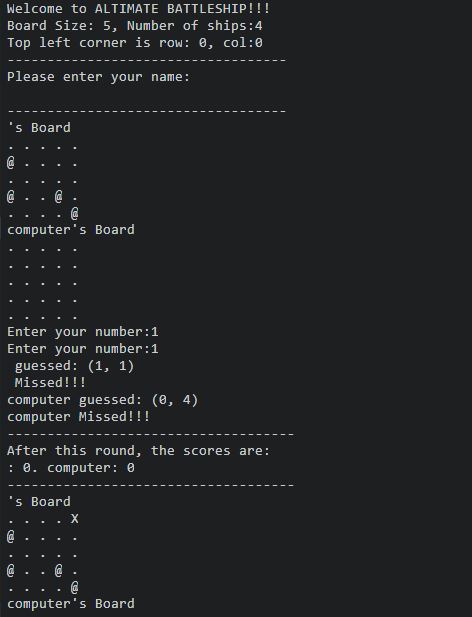 Welcome to ALTIMATE BATTLESHIP!!!
Board Size: 5, Number of ships:4
Top left corner is row: 0, col:0
-----------------------------------
Please enter your name:
-----------------------------------
's Board
. . . . .
@ . . . .
. . . . .
@ . . @ .
. . . . @
computer's Board
. . . . .
. . . . .
. . . . .
. . . . .
. . . . .
Enter your number:1
Enter your number:1
 guessed: (1, 1)
 Missed!!!
computer guessed: (0, 4)
computer Missed!!!
------------------------------------
After this round, the scores are:
: 0. computer: 0
------------------------------------
's Board
. . . . X
@ . . . .
. . . . .
@ . . @ .
. . . . @
computer's Board